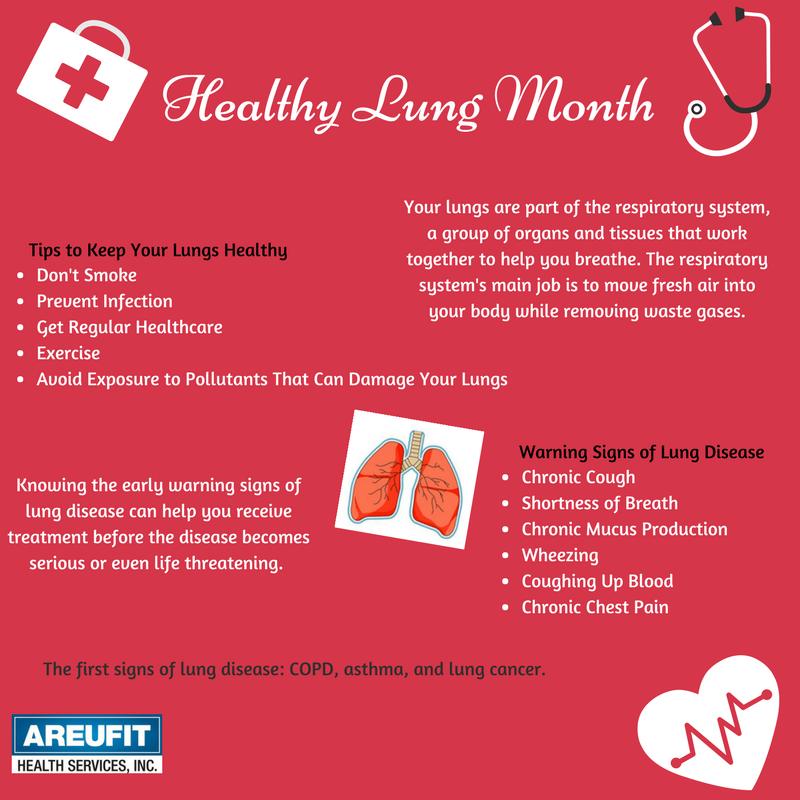 Healthy Lung Month
Your lungs are part of the respiratory system,
a group of organs and tissues that work
together to help you breathe. The respiratory
system's main job is to move fresh air into
your body while removing waste gases.
Tips to Keep Your Lungs Healthy
• Don't Smoke
• Prevent Infection
• Get Regular Healthcare
• Exercise
• Avoid Exposure to Pollutants That Can Damage Your Lungs
Knowing the early warning signs of
lung disease can help you receive
treatment before the disease becomes
serious or even life threatening.
Warning Signs of Lung Disease
• Chronic Cough
• Shortness of Breath
• Chronic Mucus Production
• Wheezing
• Coughing Up Blood
• Chronic Chest Pain
The first signs of lung disease: COPD, asthma, and lung cancer.
AREUFIT
HEALTH SERVICES, INC.